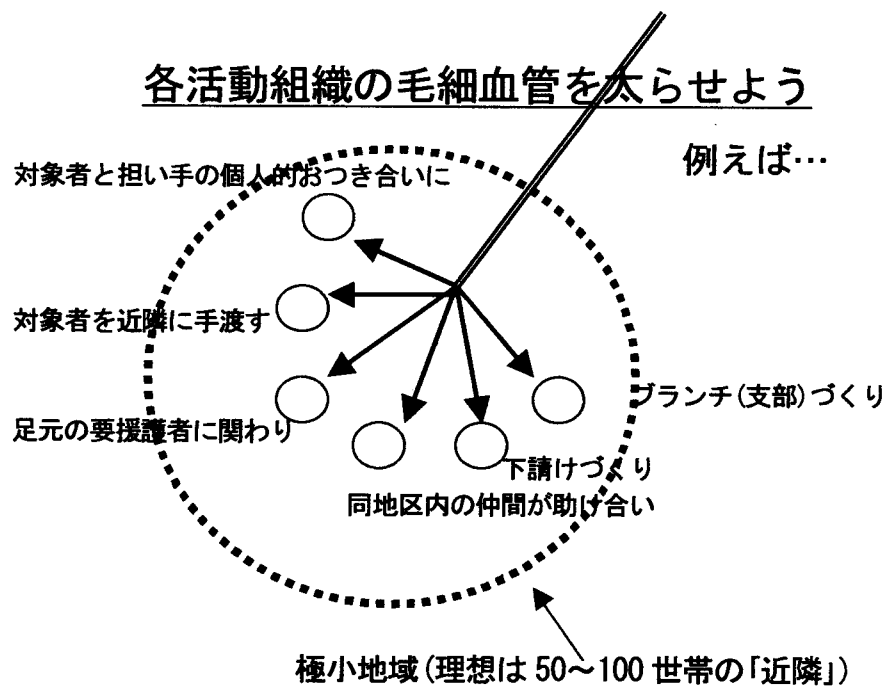 各活動組織の毛細血管を太らせよう
例えば…
対象者と担い手の個人的おつき合いに
対象者を近隣に手渡す
足元の要援護者に関わり
ブランチ(支部)づくり
下請けづくり
同地区内の仲間が助け合い
極小地域(理想は50～100世帯の「近隣」)